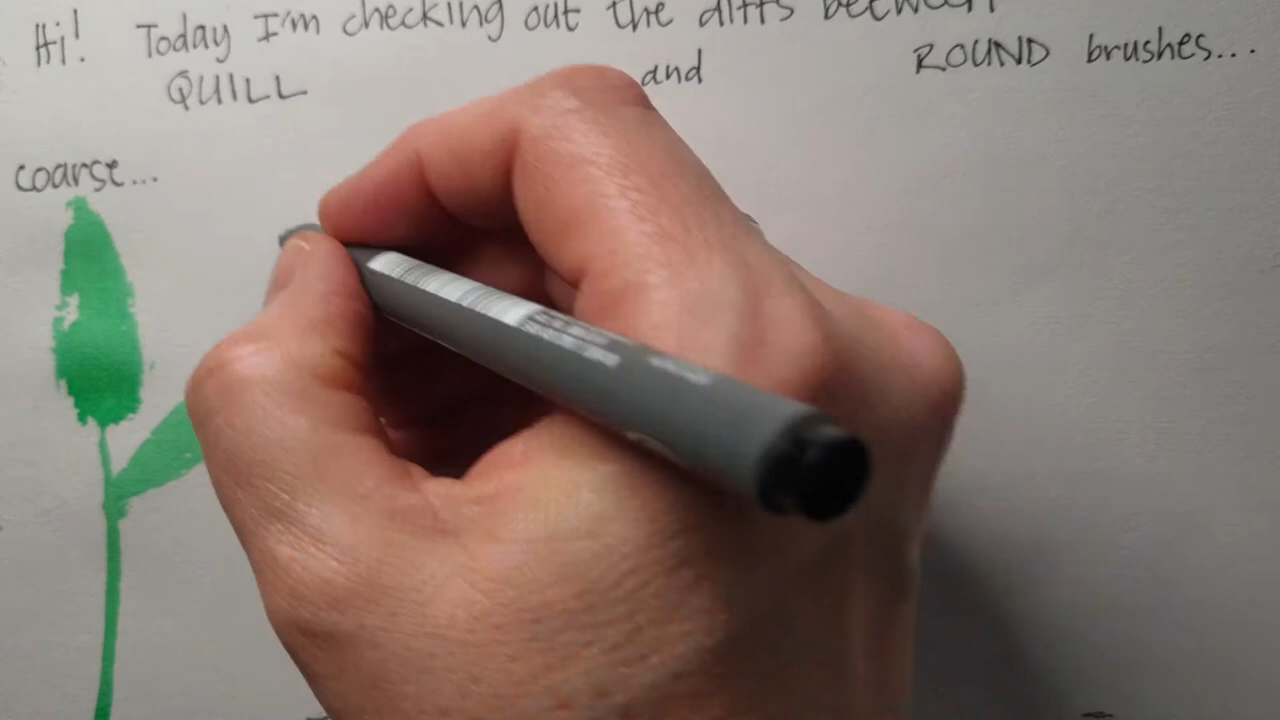 Hi! Today I'm checking out the diffs between
QUILL and ROUND brushes...
coarse...